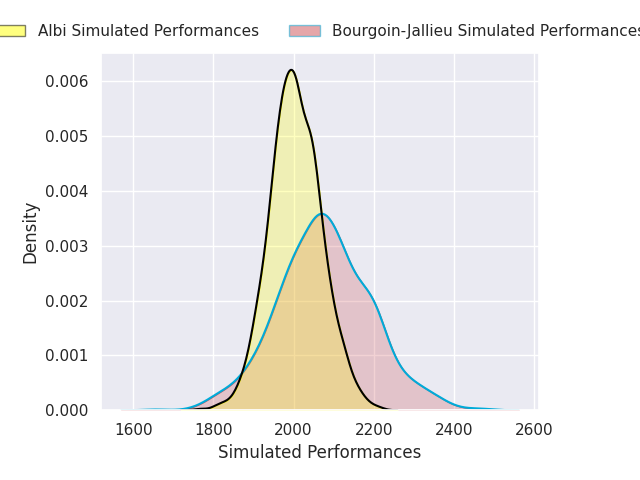 Albi Simulated Performances
Bourgoin-Jallieu Simulated Performances
0.006
0.005
0.004
0.003
0.002
0.001
0.000
Density
1600 1800 2000 2200 2400 2600
Simulated Performances